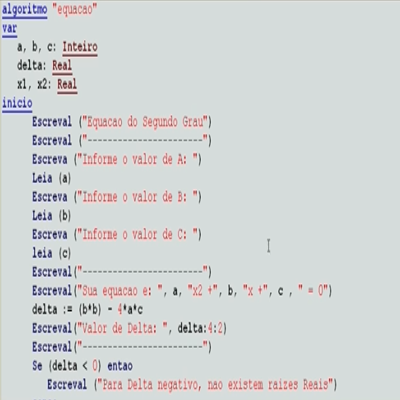 algoritmo "equacao"
var
a, b, c: Inteiro
delta: Real
x1, x2: Real
inicio
Escreval ("Equacao do Segundo Grau")
Escreval ("-----------------------")
Escreva ("Informe o valor de A: ")
Leia (a)
Escreva ("Informe o valor de B: ")
Leia (b)
Escreva ("Informe o valor de C: ")
leia (c)
Escreval("------------------------")
Escreval("Sua equacao e: ", a, "x2 +", b, "x +", c , " = 0")
delta := (b*b) - 4*a*c
Escreval("Valor de Delta: ", delta:4:2)
Escreval("------------------------")
Se (delta < 0) entao
Escreval ("Para Delta negativo, nao existem raizes Reais")